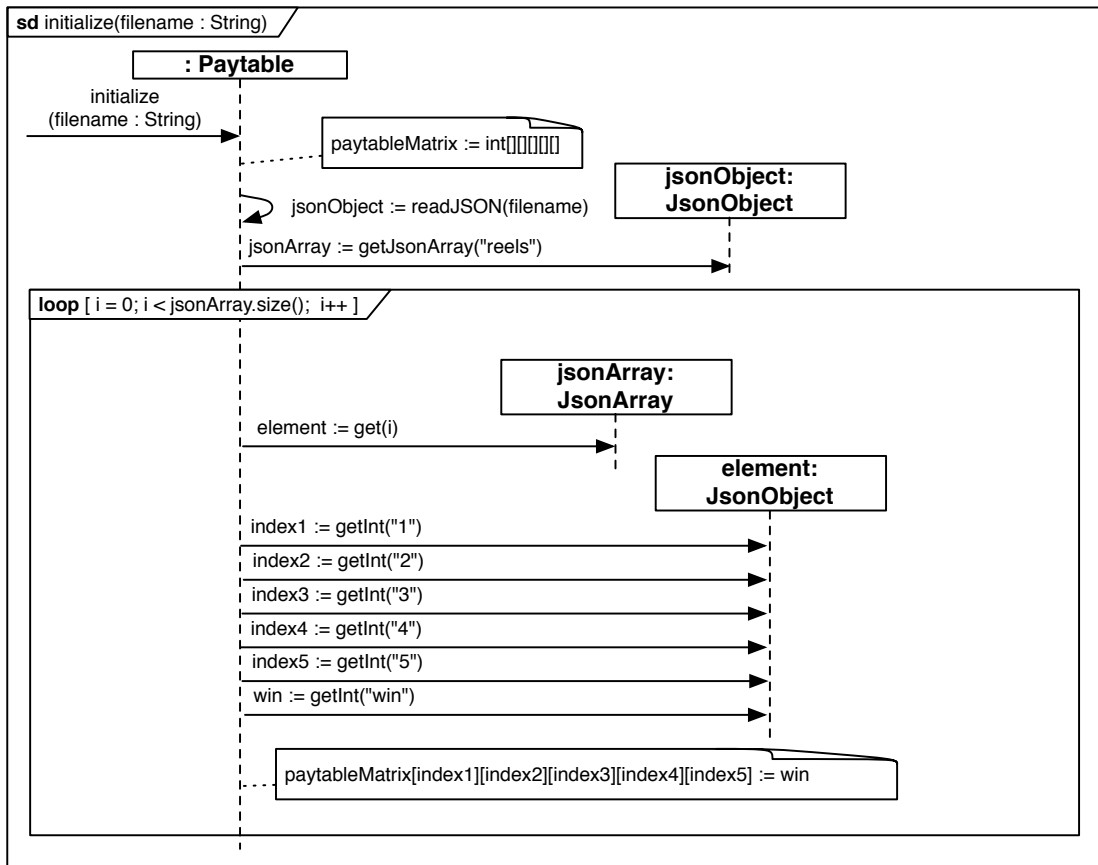 sd initialize(filename : String)
: Paytable
initialize
(filename : String)
paytableMatrix := int[][][][][]
jsonObject:
JsonObject
jsonObject := readJSON(filename)
jsonArray := getJsonArray("reels")
loop [ i = 0; i < jsonArray.size();  i++ ]
jsonArray:
JsonArray
element := get(i)
element:
JsonObject
index1 := getInt("1")
index2 := getInt("2")
index3 := getInt("3")
index4 := getInt("4")
index5 := getInt("5")
win := getInt("win")
paytableMatrix[index1][index2][index3][index4][index5] := win